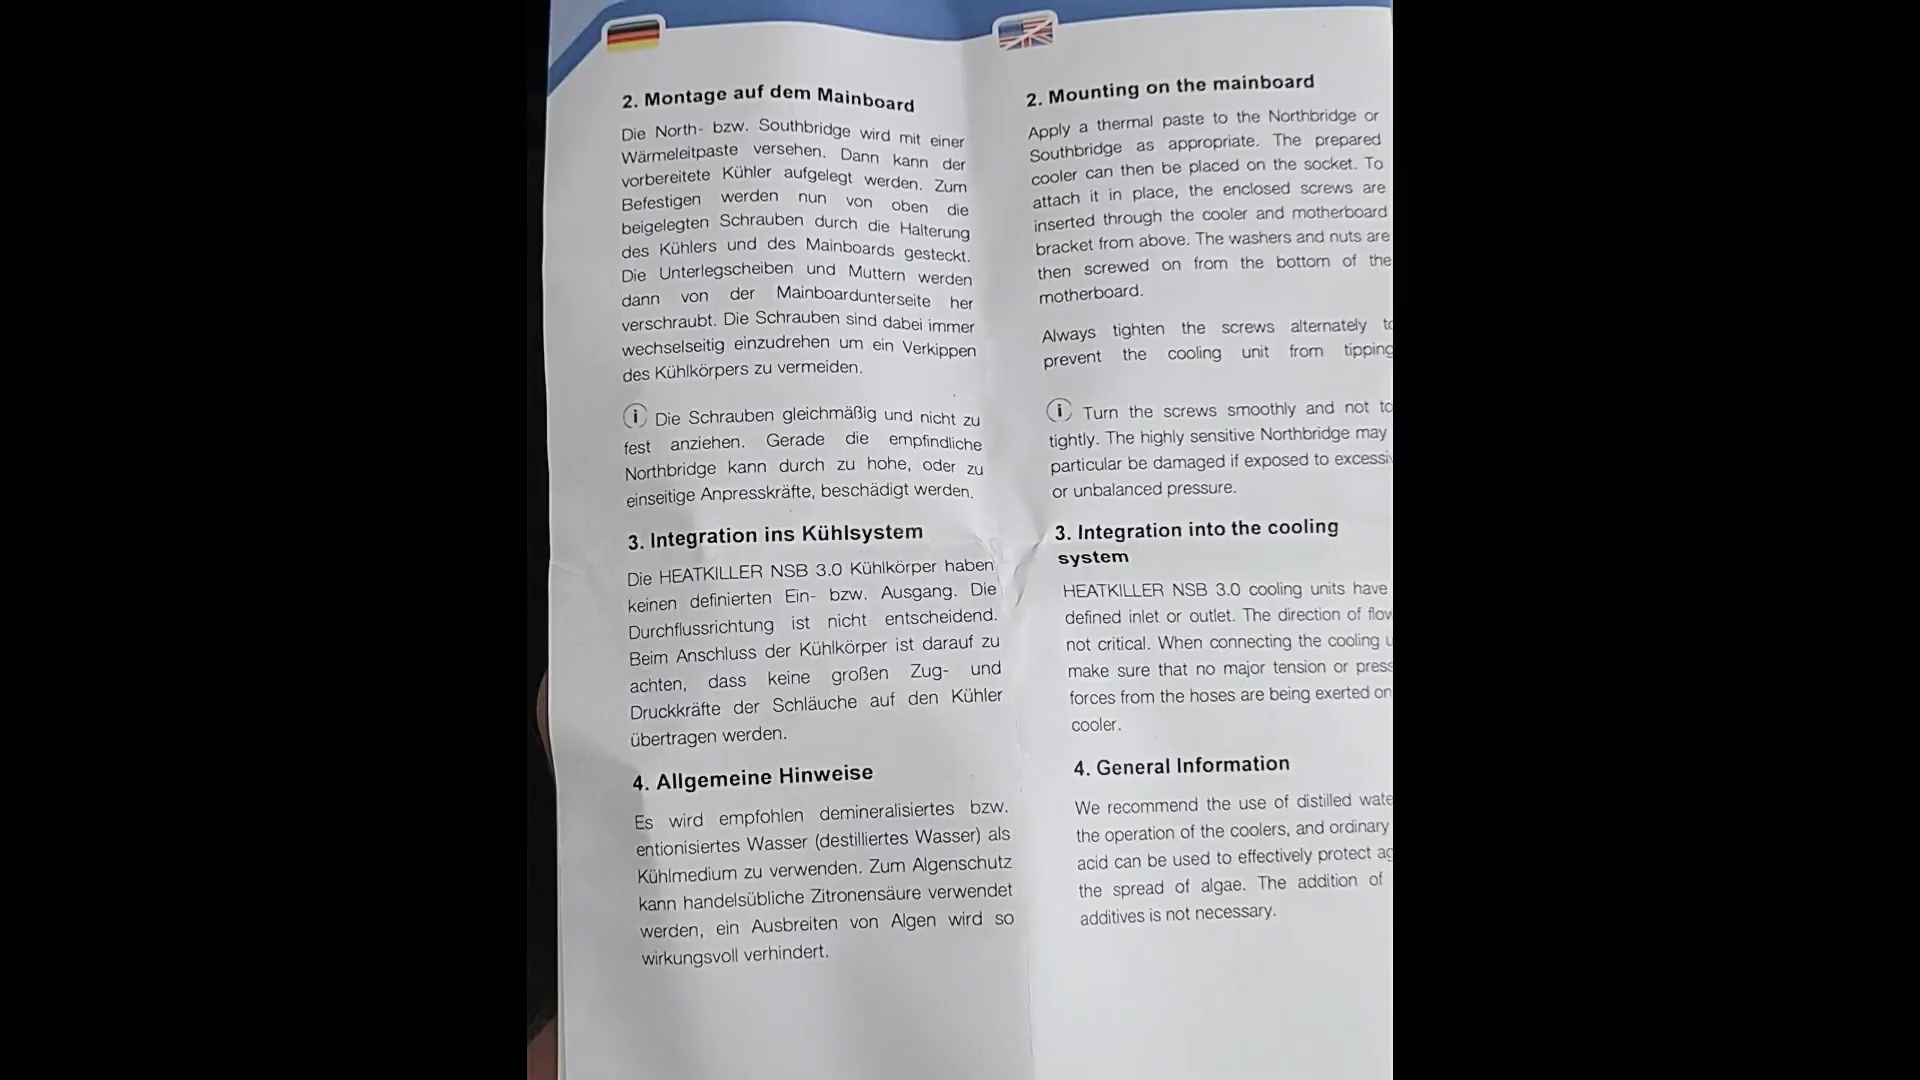 2. Montage auf dem Mainboard
Die North- bzw. Southbridge wird mit einer
Wärmeleitpaste versehen. Dann kann der
vorbereitete Kühler aufgelegt werden. Zum
Befestigen werden nun von oben die
beigelegten Schrauben durch die Halterung
des Kühlers und des Mainboards gesteckt.
Die Unterlegscheiben und Muttern werden
dann von der Mainboardunterseite her
verschraubt. Die Schrauben sind dabei immer
wechselseitig einzudrehen um ein Verkippen
des Kühlkörpers zu vermeiden.
i Die Schrauben gleichmäßig und nicht zu
fest anziehen. Gerade die empfindliche
Northbridge kann durch zu hohe, oder zu
einseitige Anpresskräfte, beschädigt werden.
3. Integration ins Kühlsystem
Die HEATKILLER NSB 3.0 Kühlkörper haben
keinen definierten Ein- bzw. Ausgang. Die
Durchflussrichtung ist nicht entscheidend.
Beim Anschluss der Kühlkörper ist darauf zu
achten, dass keine großen Zug- und
Druckkräfte der Schläuche auf den Kühler
übertragen werden.
4. Allgemeine Hinweise
Es wird empfohlen demineralisiertes bzw.
entionisiertes Wasser (destilliertes Wasser) als
Kühlmedium zu verwenden. Zum Algenschutz
kann handelsübliche Zitronensäure verwendet
werden, ein Ausbreiten von Algen wird so
wirkungsvoll verhindert.
2. Mounting on the mainboard
Apply a thermal paste to the Northbridge or
Southbridge as appropriate. The prepared
cooler can then be placed on the socket. To
attach it in place, the enclosed screws are
inserted through the cooler and motherboard
bracket from above. The washers and nuts are
then screwed on from the bottom of the
motherboard.
Always tighten the screws alternately
prevent the cooling unit from tipping
i Turn the screws smoothly and not
tightly. The highly sensitive Northbridge may
particular be damaged if exposed to
or unbalanced pressure.
3. Integration into the cooling
system
HEATKILLER NSB 3.0 cooling units have
defined inlet or outlet. The direction of
not critical. When connecting the cooling
make sure that no major tension or
forces from the hoses are being exerted on
cooler.
4. General Information
We recommend the use of distilled
the operation of the coolers, and ordinary
acid can be used to effectively protect
the spread of algae. The addition of
additives is not necessary.